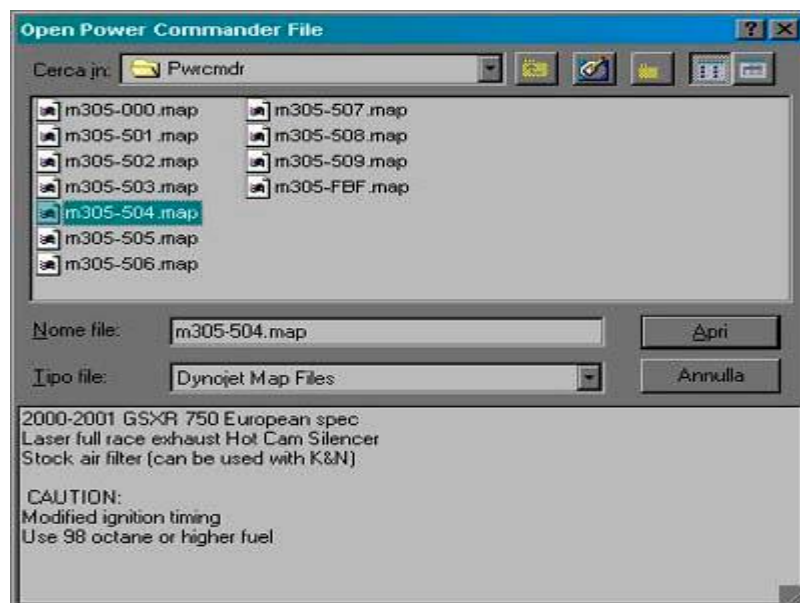 Open Power Commander File
Cerca in: Pwrcmdr
m305-000.map
m305-501.map
m305-502.map
m305-503.map
m305-504.map
m305-505.map
m305-506.map
m305-507.map
m305-508.map
m305-509.map
m305-FBF.map
Nome file: m305-504.map
Apri
Tipo file: Dynojet Map Files
Annulla
2000-2001 GSXR 750 European spec
Laser full race exhaust Hot Cam Silencer
Stock air filter (can be used with K&N)
CAUTION:
Modified ignition timing
Use 98 octane or higher fuel